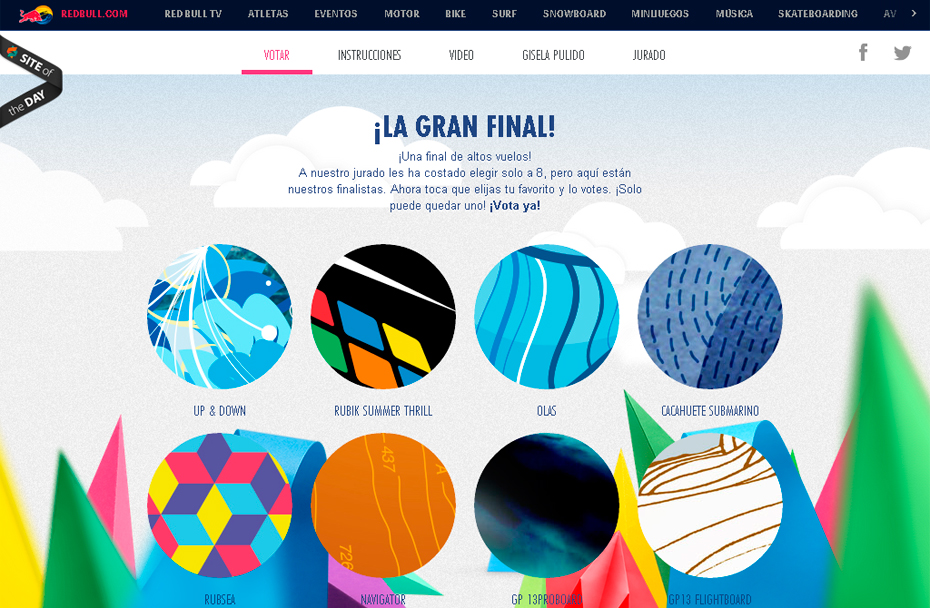 REDBULL.COM RED BULL TV ATLETAS EVENTOS MOTOR BIKE SURF SNOWBOARD MINIJUEGOS MÚSICA SKATEBOARDING AV
VOTAR INSTRUCCIONES VIDEO GISELA PULIDO JURADO
SITE of
the DAY
¡LA GRAN FINAL!
¡Una final de altos vuelos!
A nuestro jurado les ha costado elegir solo a 8, pero aquí están
nuestros finalistas. Ahora toca que elijas tu favorito y lo votes. ¡Solo
puede quedar uno! ¡Vota ya!
UP & DOWN RUBIK SUMMER THRILL OLAS CACAHUETE SUBMARINO
437
A
726
RUBSEA NAVIGATOR GP 13PROBOARD GP13 FLIGHTBOARD